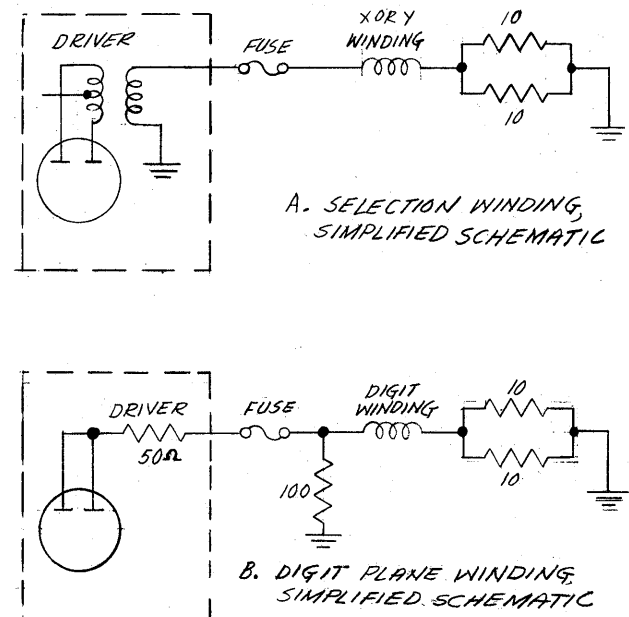 DRIVER
FUSE
X OR Y
WINDING
10
10
A. SELECTION WINDING,
SIMPLIFIED SCHEMATIC
DRIVER
50Ω
FUSE
100
DIGIT
WINDING
10
10
B. DIGIT PLANE WINDING,
SIMPLIFIED SCHEMATIC